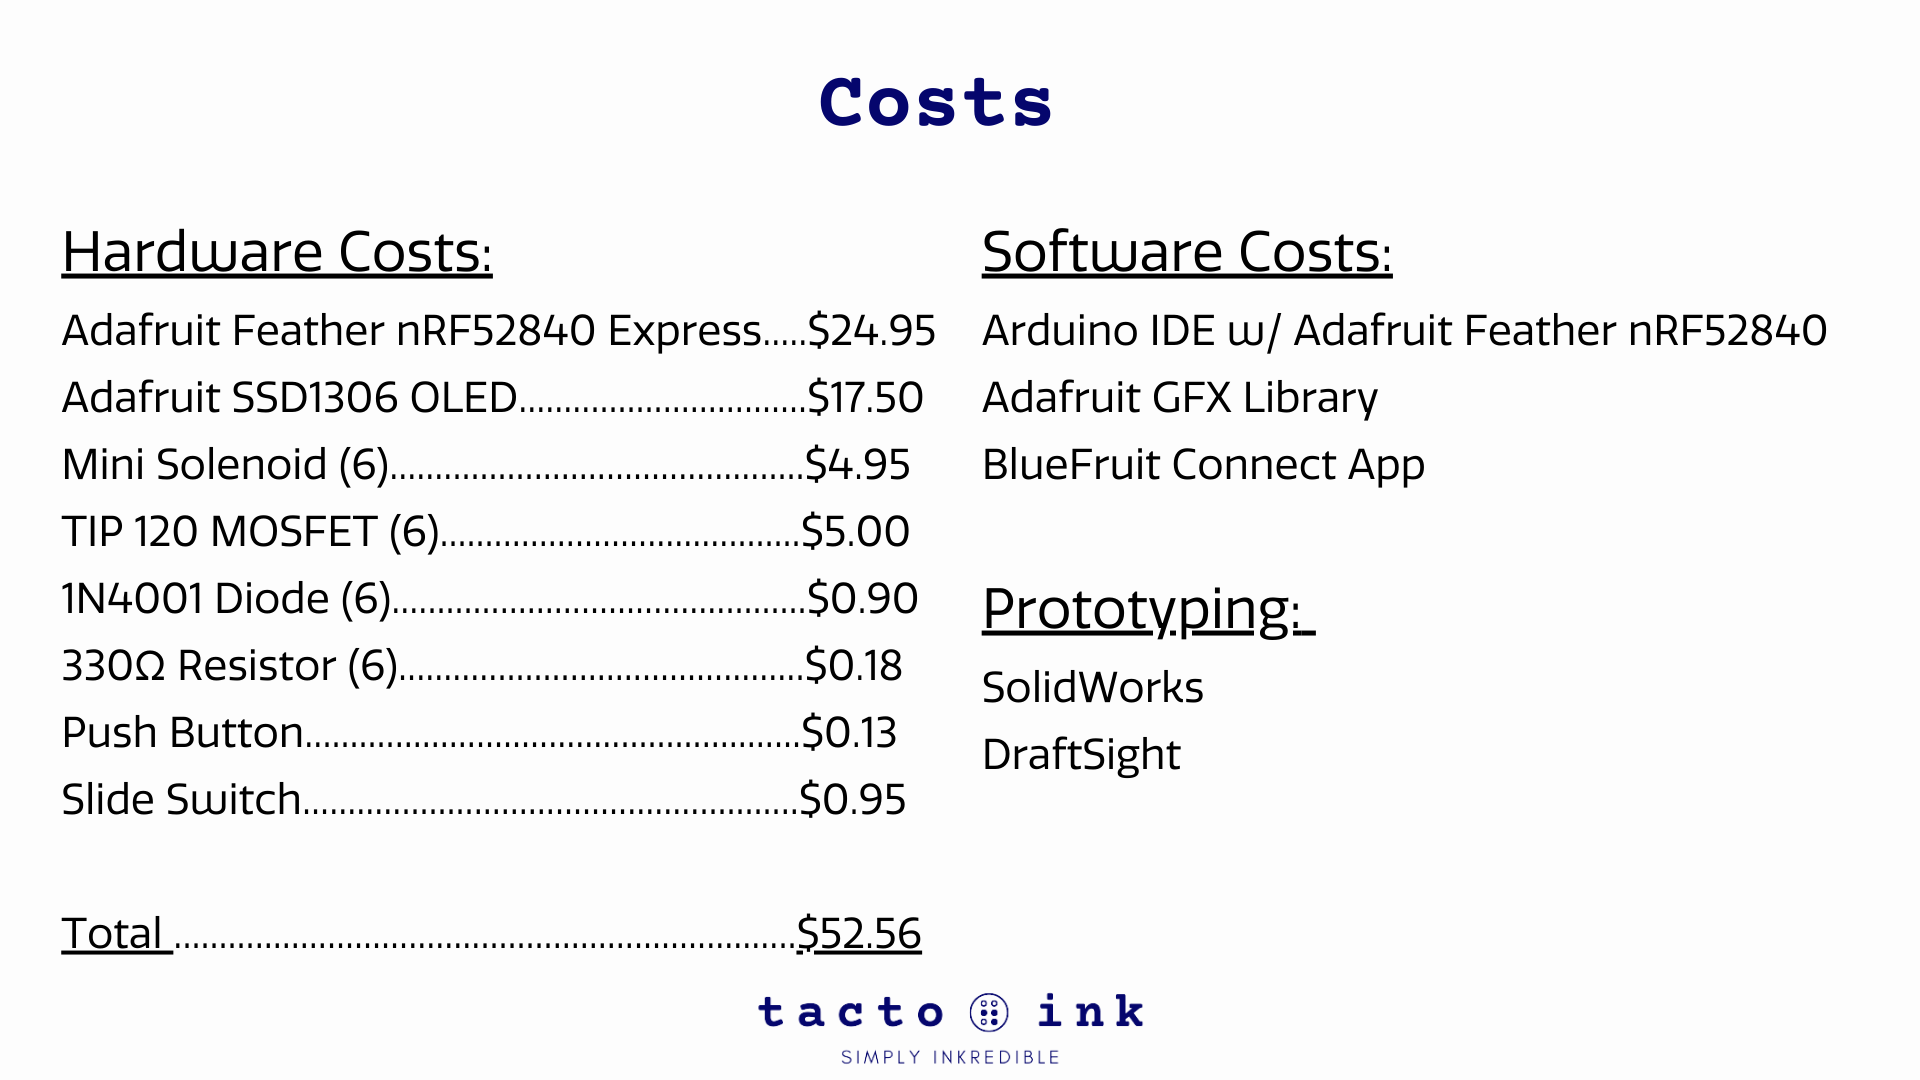 Costs
Hardware Costs:
Adafruit Feather nRF52840 Express.....$24.95
Adafruit SSD1306 OLED................................$17.50
Mini Solenoid (6)..............................................$4.95
TIP 120 MOSFET (6)........................................$5.00
1N4001 Diode (6)..............................................$0.90
330Ω Resistor (6).............................................$0.18
Push Button.......................................................$0.13
Slide Switch.......................................................$0.95
Total .....................................................................$52.56
Software Costs:
Arduino IDE w/ Adafruit Feather nRF52840
Adafruit GFX Library
BlueFruit Connect App
Prototyping:
SolidWorks
DraftSight
tacto ink
SIMPLY INKREDIBLE